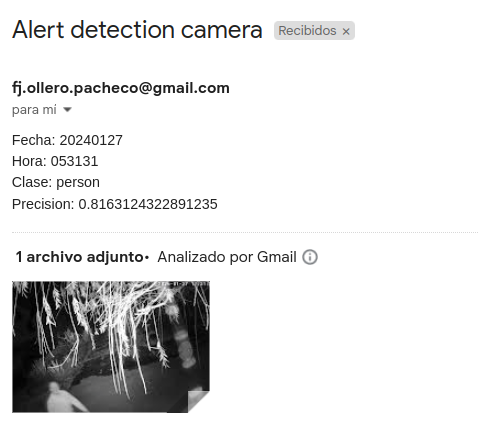 Alert detection camera Recibidos ×
fj.ollero.pacheco@gmail.com
para mí
Fecha: 20240127
Hora: 053131
Clase: person
Precision: 0.8163124322891235
1 archivo adjunto• Analizado por Gmail